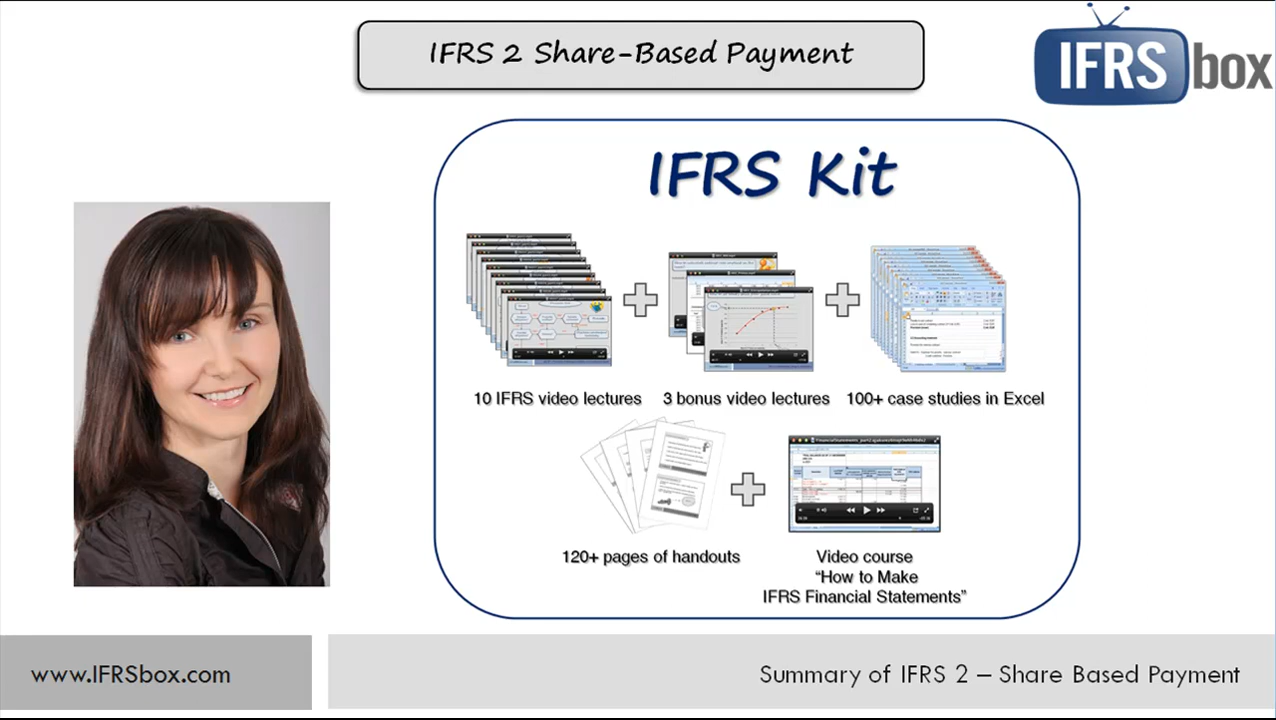 IFRS 2 Share-Based Payment
IFRS box
IFRS Kit
10 IFRS video lectures
3 bonus video lectures
100+ case studies in Excel
120+ pages of handouts
Video course
“How to Make
IFRS Financial Statements”
www.IFRSbox.com
Summary of IFRS 2 – Share Based Payment